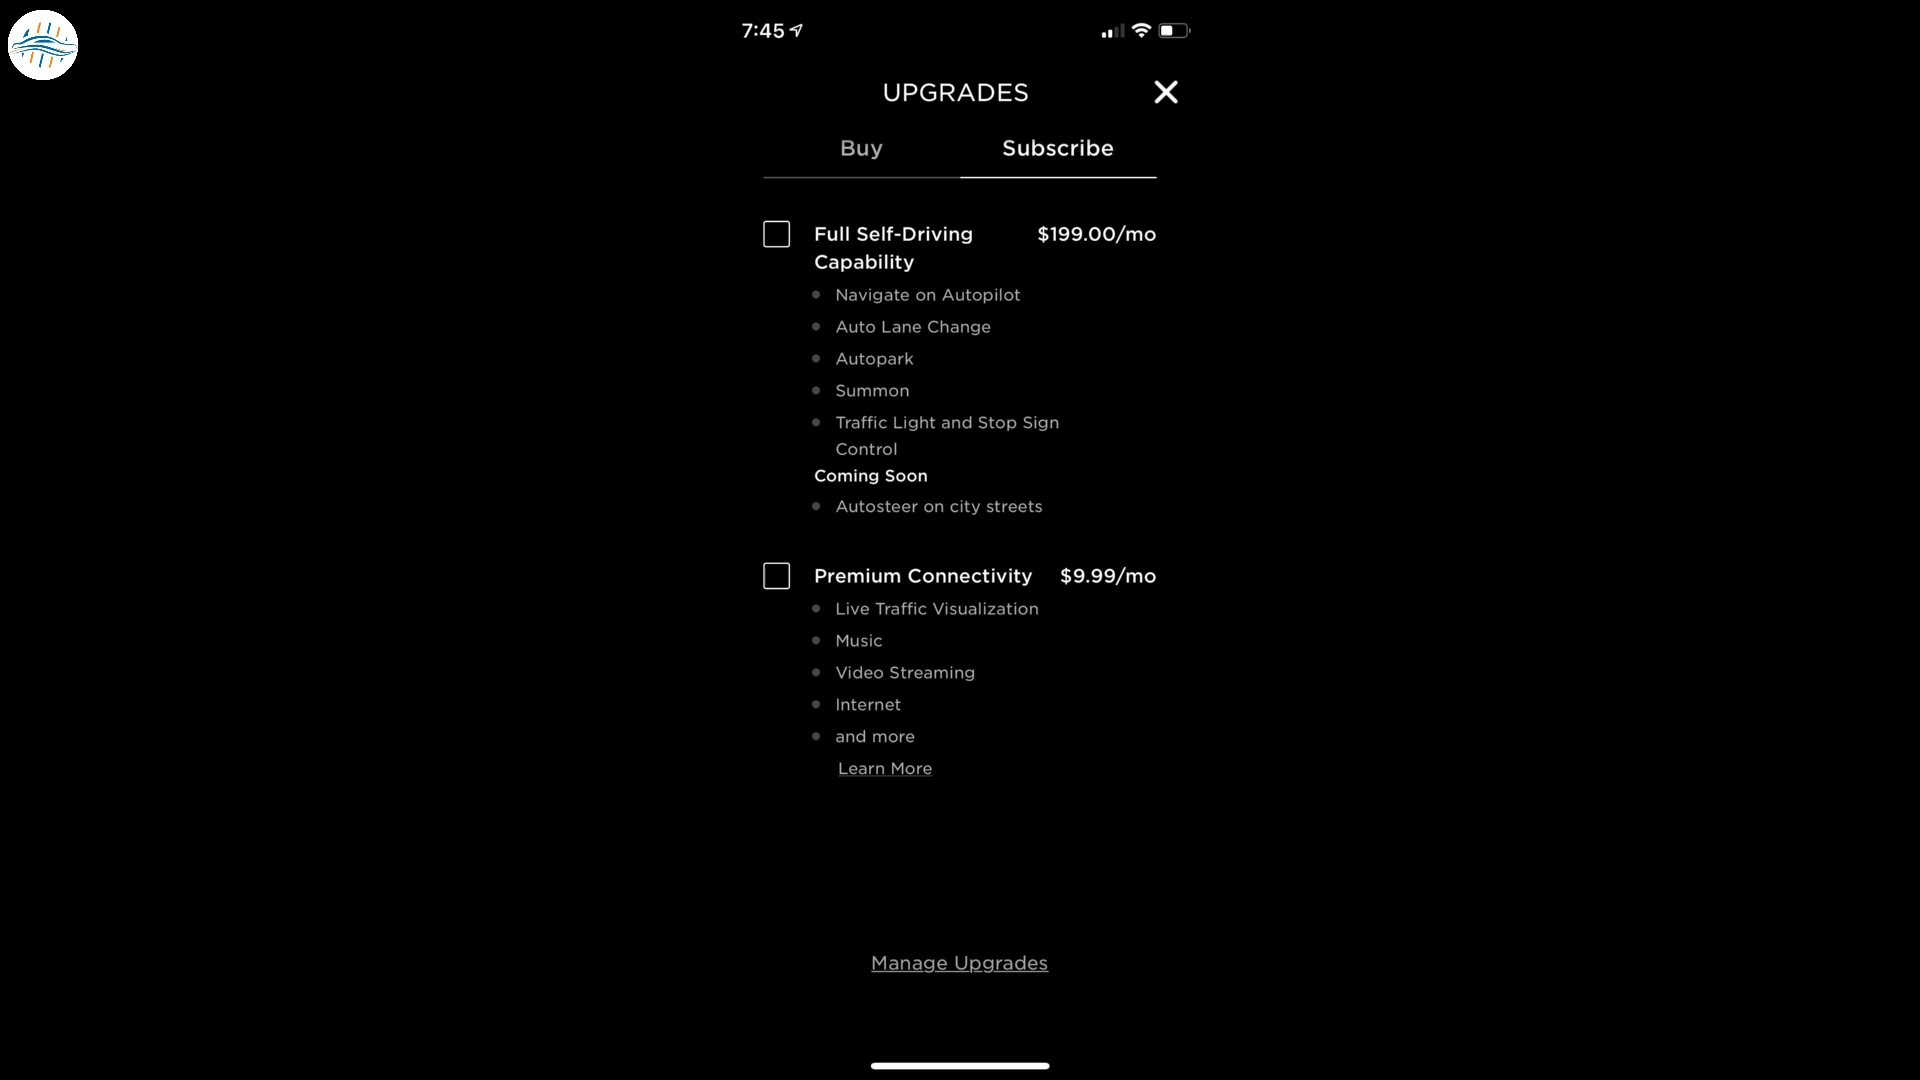 7:45
UPGRADES
Buy
Subscribe
Full Self-Driving $199.00/mo
Capability
Navigate on Autopilot
Auto Lane Change
Autopark
Summon
Traffic Light and Stop Sign
Control
Coming Soon
Autosteer on city streets
Premium Connectivity $9.99/mo
Live Traffic Visualization
Music
Video Streaming
Internet
and more
Learn More
Manage Upgrades